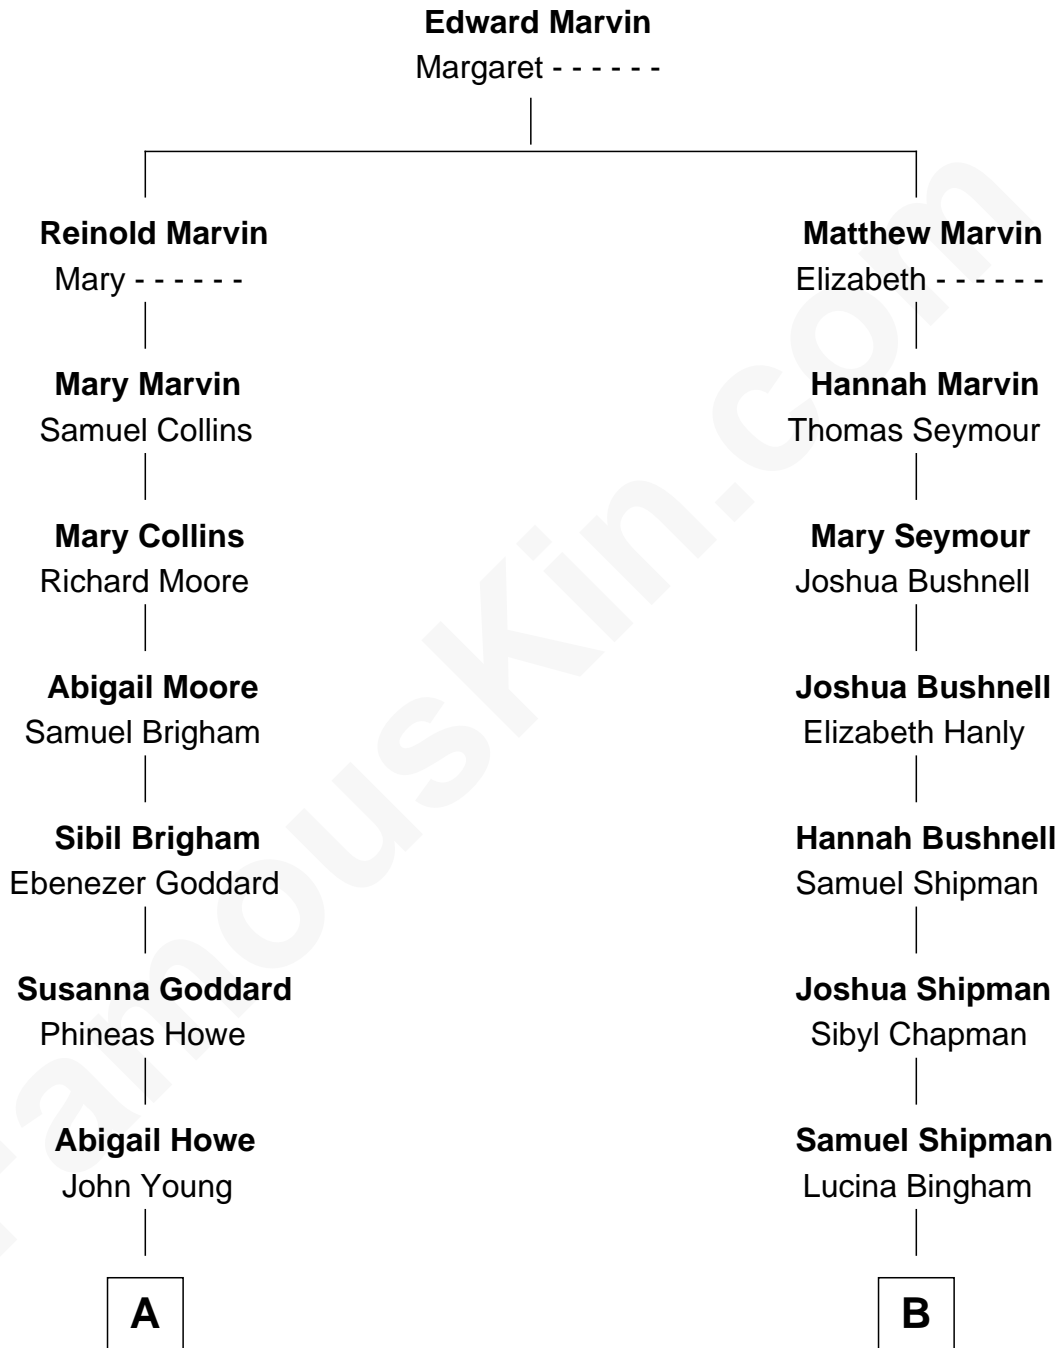 Edward Marvin
Margaret - - - - - -
Reinold Marvin
Mary - - - - - -
Matthew Marvin
Elizabeth - - - - - -
Mary Marvin
Samuel Collins
Hannah Marvin
Thomas Seymour
Mary Collins
Richard Moore
Mary Seymour
Joshua Bushnell
Abigail Moore
Samuel Brigham
Joshua Bushnell
Elizabeth Hanly
Sibil Brigham
Ebenezer Goddard
Hannah Bushnell
Samuel Shipman
Susanna Goddard
Phineas Howe
Joshua Shipman
Sibyl Chapman
Abigail Howe
John Young
Samuel Shipman
Lucina Bingham
A
B
FamousKin.com